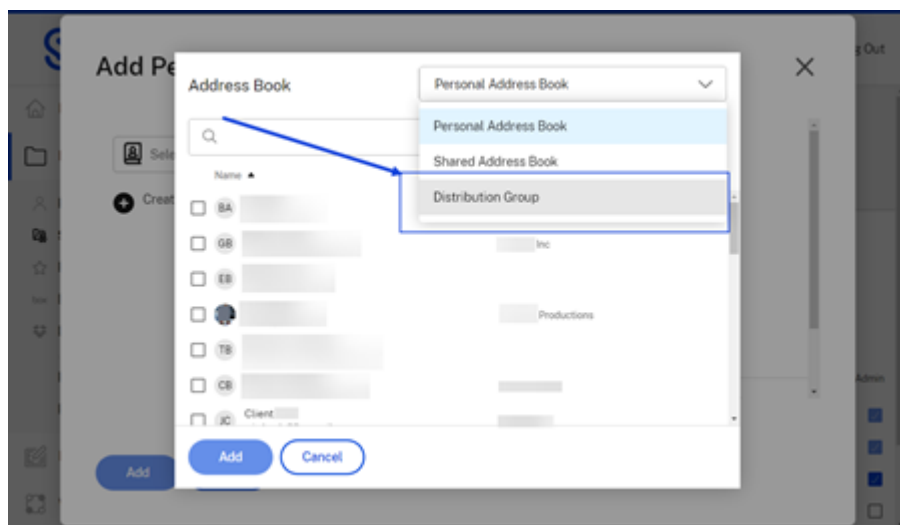 S
g Out
Add Pe
Address Book
Personal Address Book
Personal Address Book
Shared Address Book
Distribution Group
Sele
Creat
Name
BA
GB
Inc
EB
Productions
TB
CB
JC
Client
Admin
Add
Cancel
Add